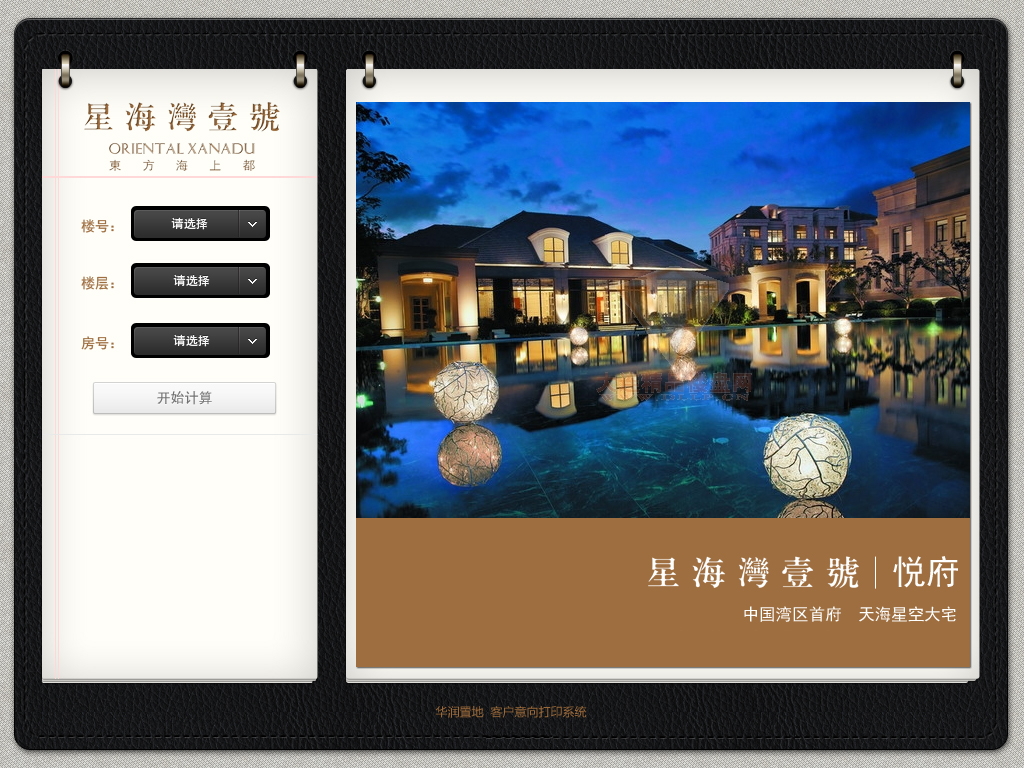 星海灣壹號
ORIENTAL XANADU
東方海上都
楼号：
请选择
楼层：
请选择
房号：
请选择
开始计算
星海灣壹號 | 悦府
中国湾区首府 天海星空大宅
华润置地 客户意向打印系统